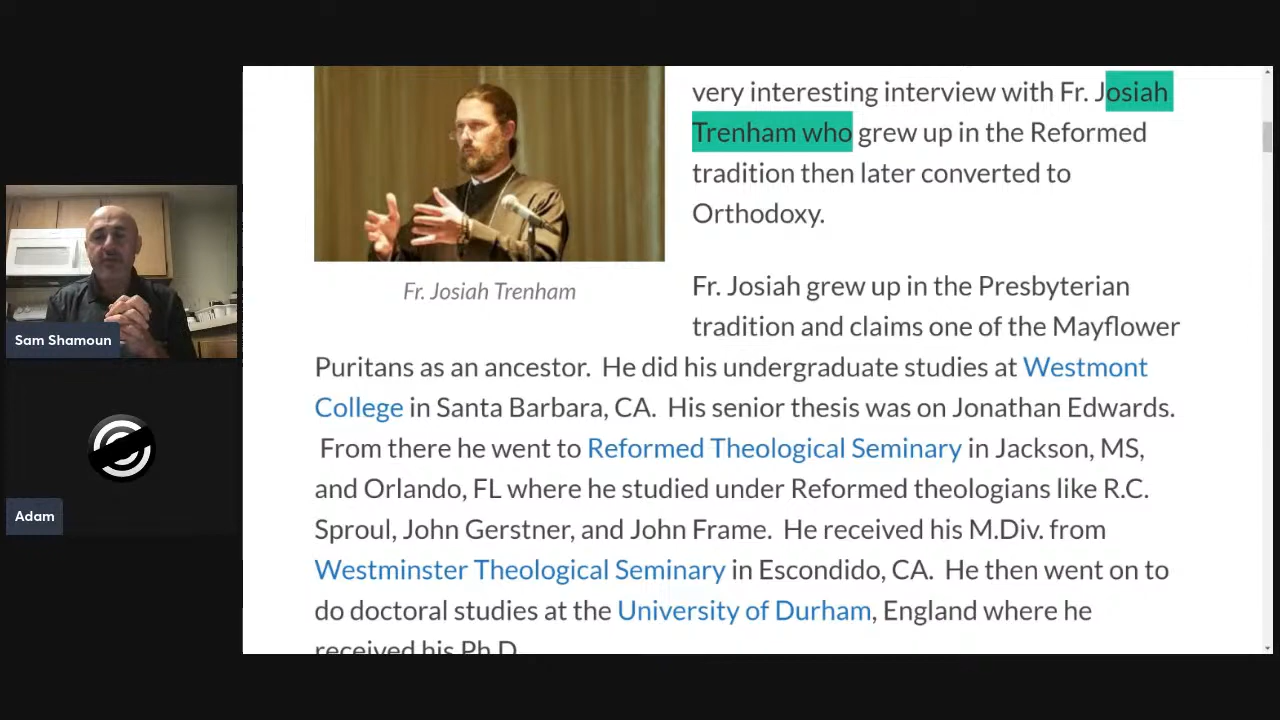 very interesting interview with Fr. Josiah
Trenham who grew up in the Reformed
tradition then later converted to
Orthodoxy.
Fr. Josiah Trenham
Fr. Josiah grew up in the Presbyterian
tradition and claims one of the Mayflower
Puritans as an ancestor.  He did his undergraduate studies at Westmont
College in Santa Barbara, CA.  His senior thesis was on Jonathan Edwards.
From there he went to Reformed Theological Seminary in Jackson, MS,
and Orlando, FL where he studied under Reformed theologians like R.C.
Sproul, John Gerstner, and John Frame.  He received his M.Div. from
Westminster Theological Seminary in Escondido, CA.  He then went on to
do doctoral studies at the University of Durham, England where he
received his Ph.D
Sam Shamoun
Adam